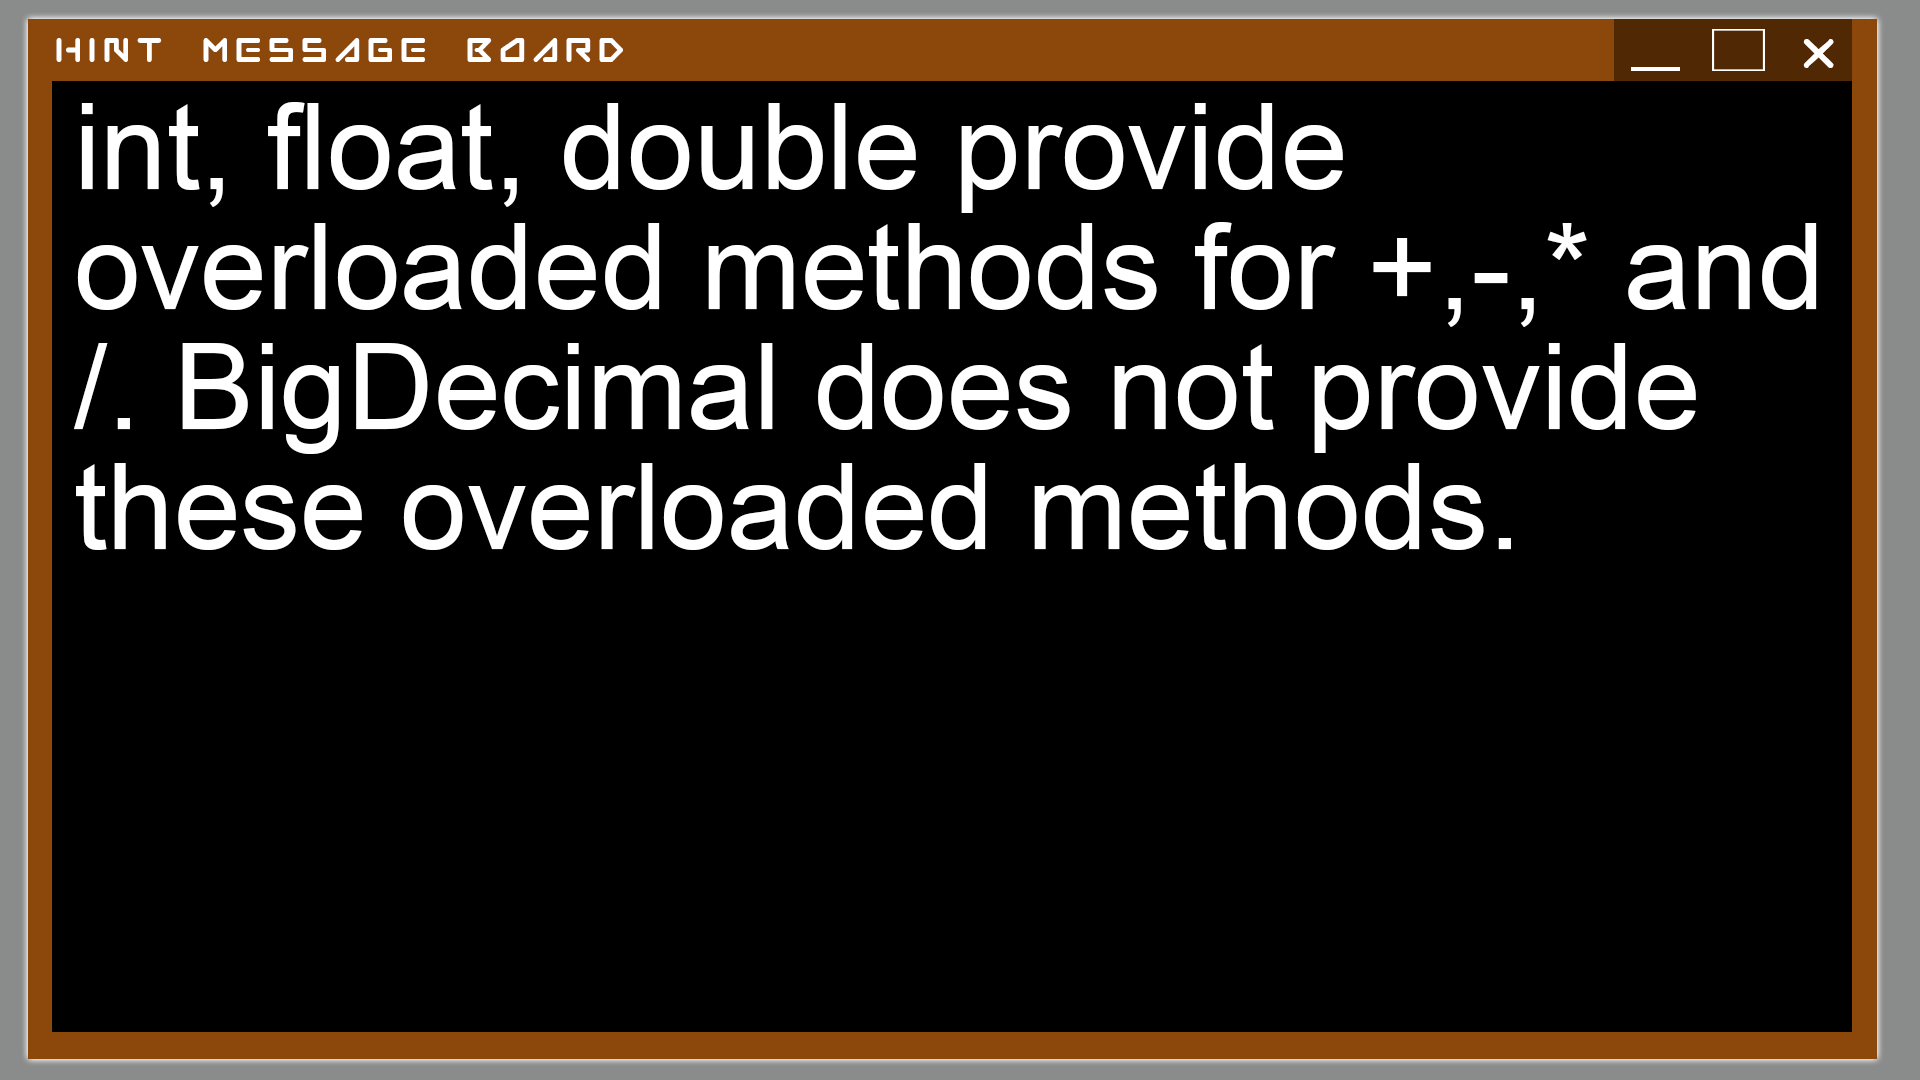 HINT MESSAGE BOARD
int, float, double provide
overloaded methods for +,-,* and
/. BigDecimal does not provide
these overloaded methods.